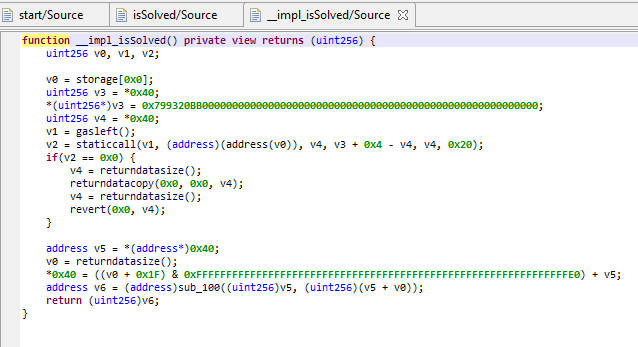 start/Source
isSolved/Source
__impl_isSolved/Source
function __impl_isSolved() private view returns (uint256) {
uint256 v0, v1, v2;
v0 = storage[0x0];
uint256 v3 = *0x40;
*(uint256*)v3 = 0x799320BB00000000000000000000000000000000000000000000000000000000;
uint256 v4 = *0x40;
v1 = gasleft();
v2 = staticcall(v1, (address)(address(v0)), v4, v3 + 0x4 - v4, v4, 0x20);
if(v2 == 0x0) {
v4 = returndatasize();
returndatacopy(0x0, 0x0, v4);
v4 = returndatasize();
revert(0x0, v4);
}
address v5 = *(address*)0x40;
v0 = returndatasize();
*0x40 = ((v0 + 0x1F) & 0xFFFFFFFFFFFFFFFFFFFFFFFFFFFFFFFFFFFFFFFFFFFFFFFFFFFFFFFFFFFFFFE0) + v5;
address v6 = (address)sub_100((uint256)v5, (uint256)(v5 + v0));
return (uint256)v6;
}